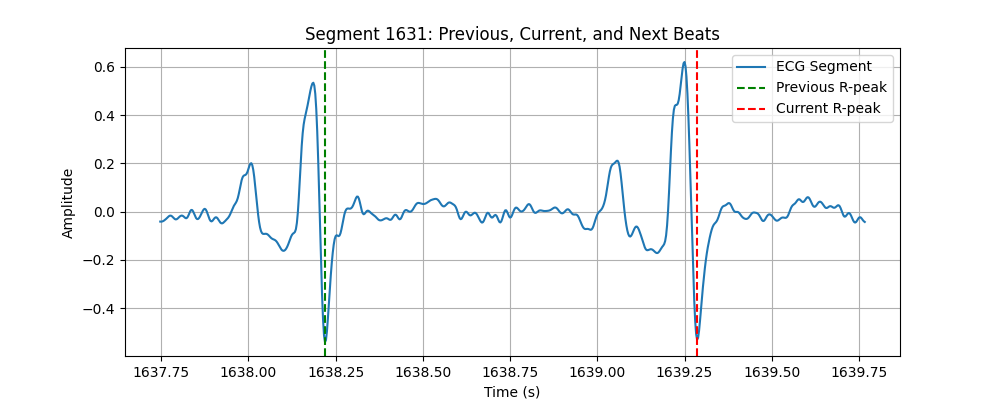 Segment 1631: Previous, Current, and Next Beats
ECG Segment
Previous R-peak
Current R-peak
0.6
0.4
0.2
0.0
−0.2
−0.4
Amplitude
1637.75 1638.00 1638.25 1638.50 1638.75 1639.00 1639.25 1639.50 1639.75
Time (s)